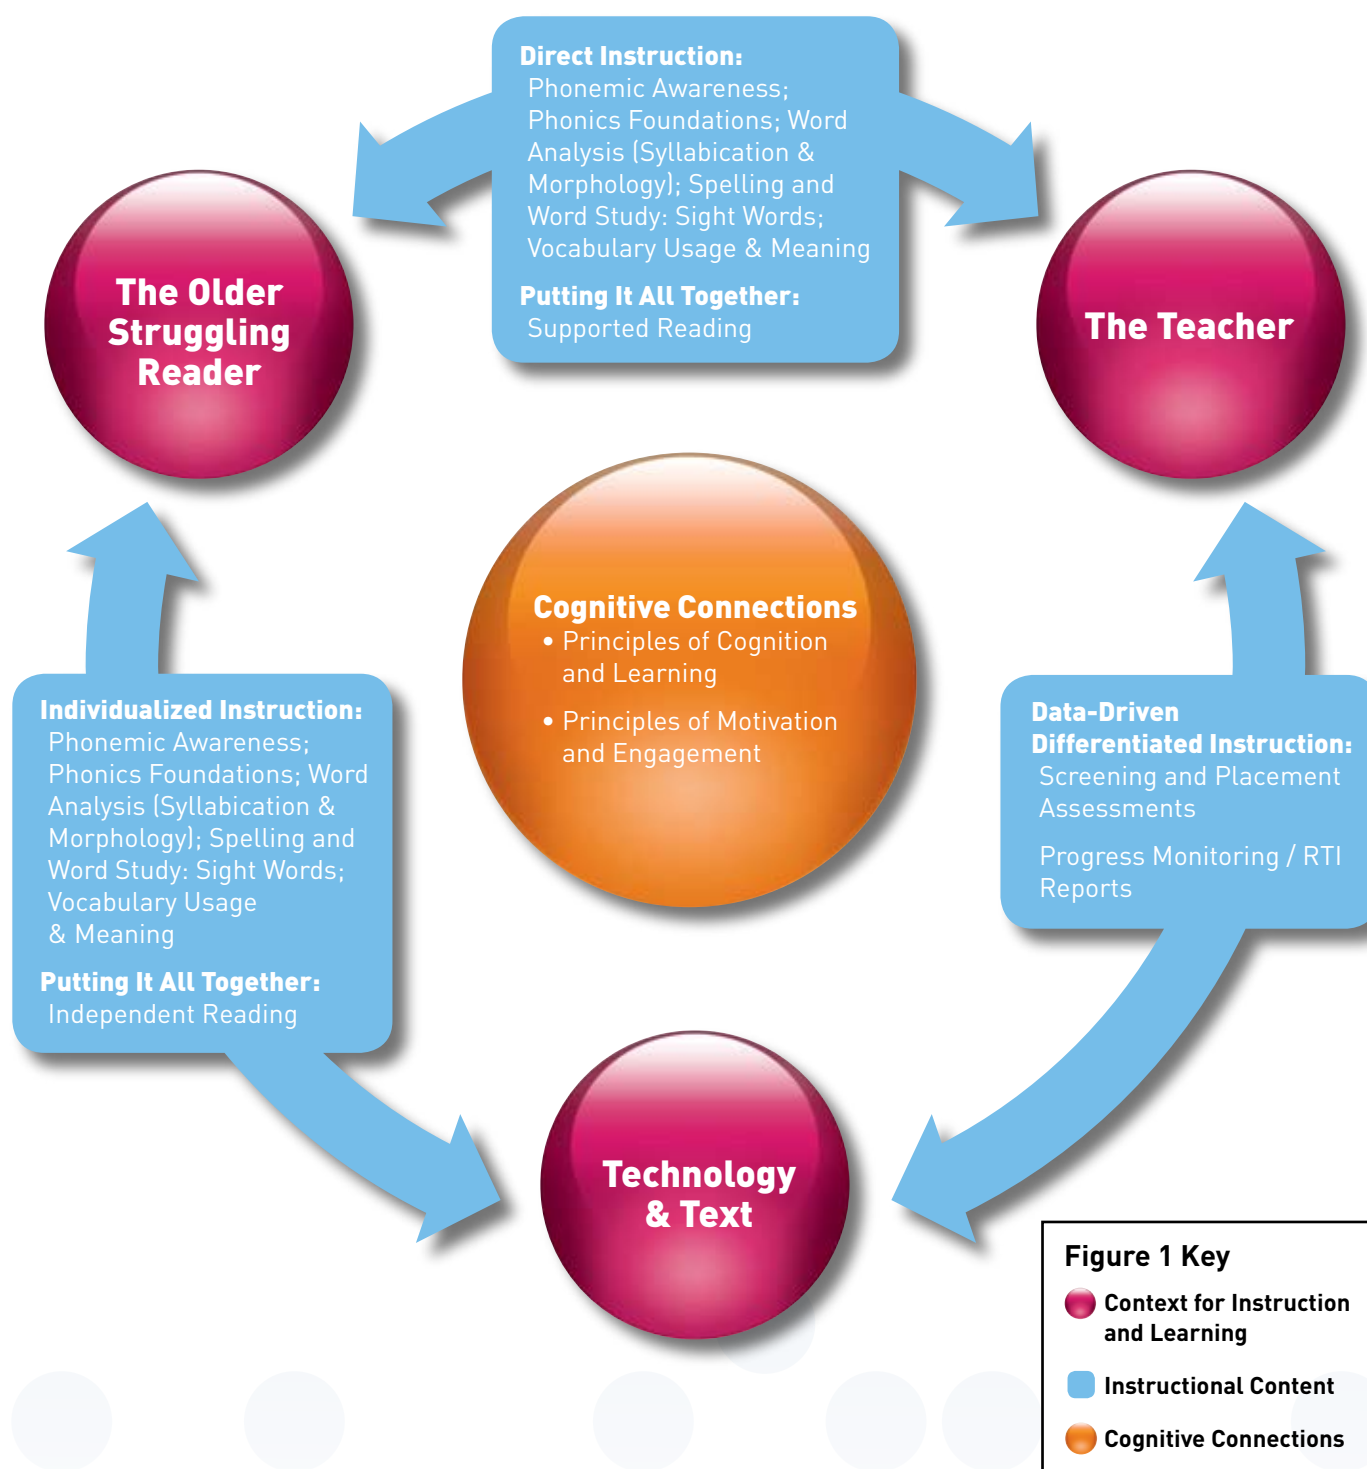 Direct Instruction:
Phonemic Awareness;
Phonics Foundations; Word
Analysis (Syllabication &
Morphology); Spelling and
Word Study: Sight Words;
Vocabulary Usage & Meaning
Putting It All Together:
Supported Reading
The Older
Struggling
Reader
The Teacher
Cognitive Connections
• Principles of Cognition
and Learning
• Principles of Motivation
and Engagement
Individualized Instruction:
Phonemic Awareness;
Phonics Foundations; Word
Analysis (Syllabication &
Morphology); Spelling and
Word Study: Sight Words;
Vocabulary Usage
& Meaning
Putting It All Together:
Independent Reading
Data-Driven
Differentiated Instruction:
Screening and Placement
Assessments
Progress Monitoring / RTI
Reports
Technology
& Text
Figure 1 Key
Context for Instruction
and Learning
Instructional Content
Cognitive Connections